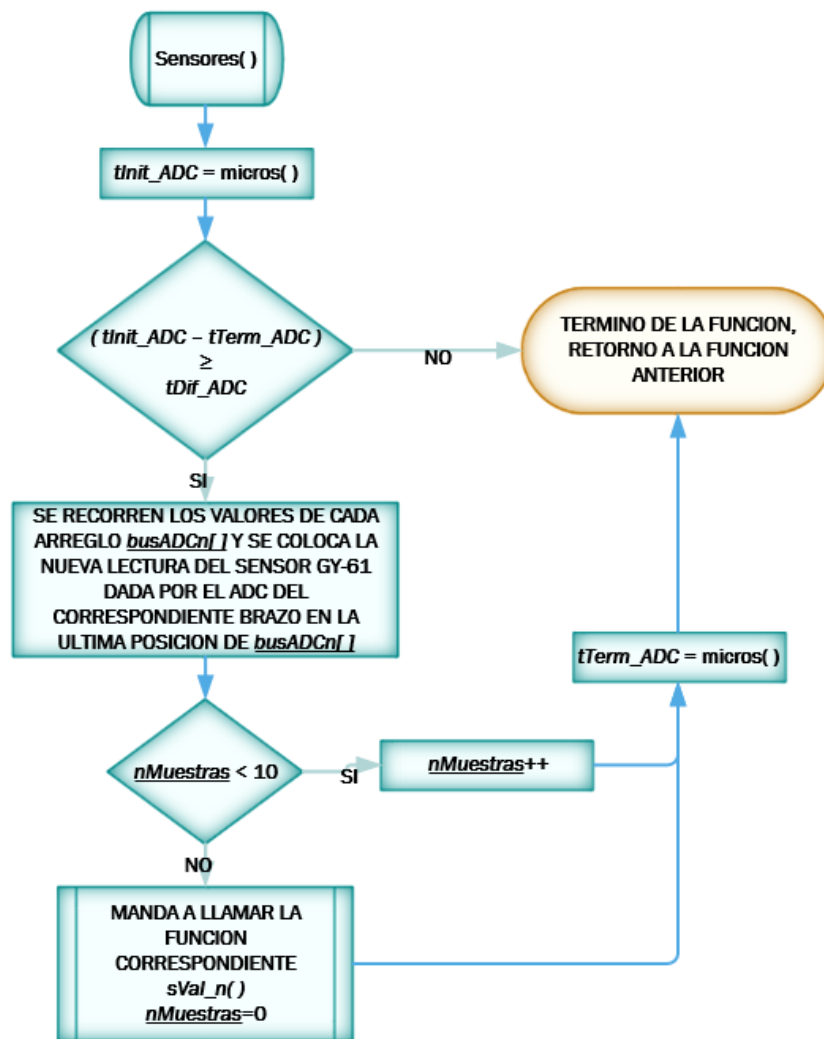 Sensores( )
tInit_ADC = micros( )
( tInit_ADC – tTerm_ADC )
≥
tDif_ADC
NO
TERMINO DE LA FUNCION,
RETORNO A LA FUNCION
ANTERIOR
SI
SE RECORREN LOS VALORES DE CADA
ARREGLO busADCn[ ] Y SE COLOCA LA
NUEVA LECTURA DEL SENSOR GY-61
DADA POR EL ADC DEL
CORRESPONDIENTE BRAZO EN LA
ULTIMA POSICION DE busADCn[ ]
tTerm_ADC = micros( )
nMuestras < 10
SI
nMuestras++
NO
MANDA A LLAMAR LA
FUNCION
CORRESPONDIENTE
sVal_n( )
nMuestras=0